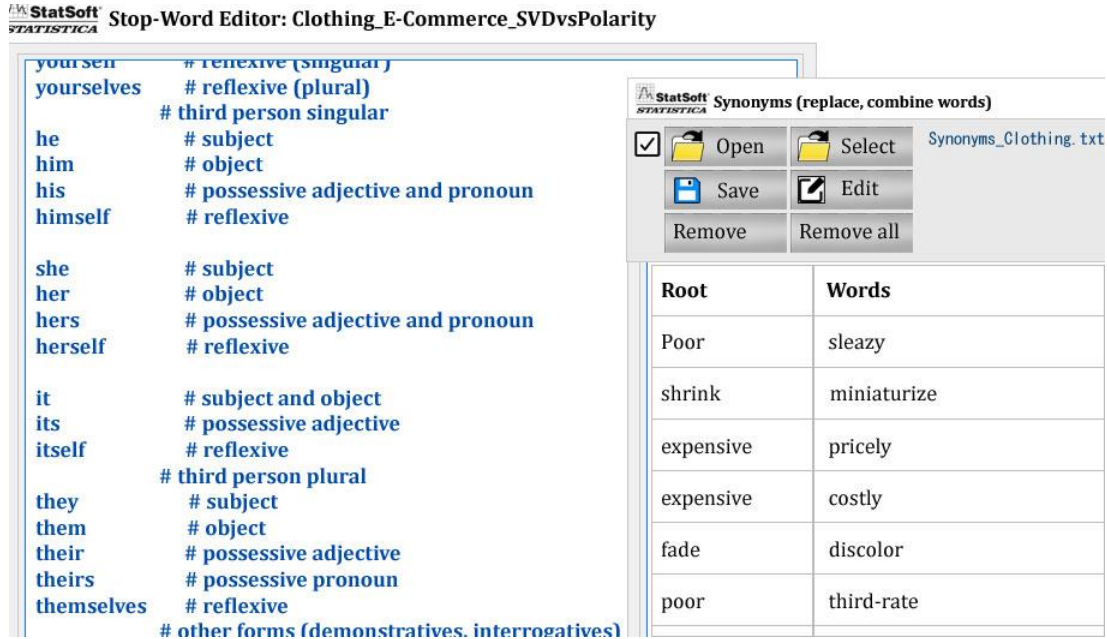 StatSoft
STATISTICA
Stop-Word Editor: Clothing_E-Commerce_SVDvsPolarity
yourself # reflexive (singular)
yourselves # reflexive (plural)
# third person singular
he # subject
him # object
his # possessive adjective and pronoun
himself # reflexive
she # subject
her # object
hers # possessive adjective and pronoun
herself # reflexive
it # subject and object
its # possessive adjective
itself # reflexive
# third person plural
they # subject
them # object
their # possessive adjective
theirs # possessive pronoun
themselves # reflexive
# other forms (demonstratives, interrogatives)
StatSoft
STATISTICA
Synonyms (replace, combine words)
Open Select Synonyms_Clothing.txt
Save Edit
Remove Remove all
Root Words
Poor sleazy
shrink miniaturize
expensive pricely
expensive costly
fade discolor
poor third-rate